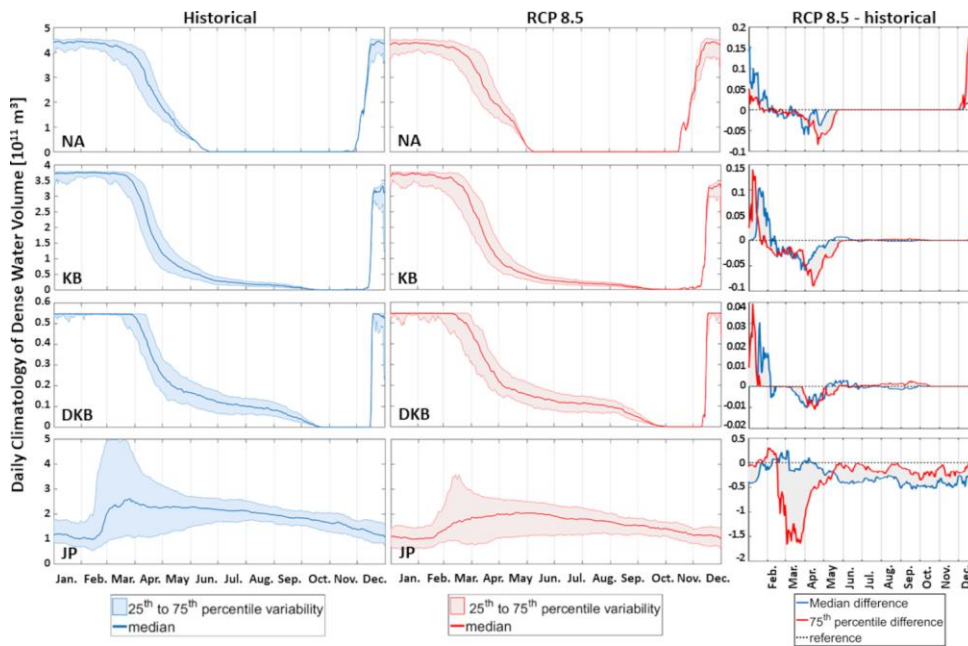 Historical
RCP 8.5
RCP 8.5 - historical
Daily Climatology of Dense Water Volume [10¹¹ m³]
5
4
3
2
1
0
NA
NA
0.2
0.15
0.1
0.05
0
-0.05
-0.1
4
3.5
3
2.5
2
1.5
1
0.5
0
KB
KB
0.15
0.10
0.05
0
-0.05
-0.1
0.6
0.5
0.4
0.3
0.2
0.1
0
DKB
DKB
0.04
0.03
0.02
0.01
0
-0.01
-0.02
5
4
3
2
1
0
JP
JP
0.5
0
-0.5
-1
-1.5
-2
Jan. Feb. Mar. Apr. May Jun. Jul. Aug. Sep. Oct. Nov. Dec.
Jan. Feb. Mar. Apr. May Jun. Jul. Aug. Sep. Oct. Nov. Dec.
Feb. Mar. Apr. May Jun. Jul. Aug. Sep. Oct. Nov. Dec.
25th to 75th percentile variability
median
25th to 75th percentile variability
median
Median difference
75th percentile difference
reference